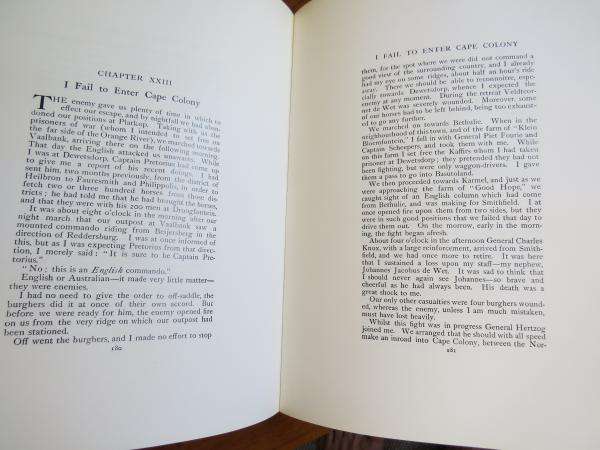 CHAPTER XXIII
I Fail to Enter Cape Colony
THE enemy gave us plenty of time in which to
effect our escape, and by nightfall we had aban-
doned our positions at Platkop. Taking with us the
prisoners of war (whom I intended to set free on
the far side of the Orange River), we marched towards
Vaalbank, arriving there on the following morning.
That day the English attacked us unawares. While
I was at Dewetsdorp, Captain Pretorius had come up
to give me a report of his recent doings. I had
sent him, two months previously, from the district of
Heilbron to Fauresmith and Philippolis, in order to
fetch two or three hundred horses from those dis-
tricts; he had told me that he had brought the horses,
and that they were with his 200 men at Droogfontein.
It was about eight o'clock in the morning after our
night march that our outpost at Vaalbank saw a
mounted commando riding from Beijersberg in the
direction of Reddersburg. I was at once informed of
this, but as I was expecting Pretorius from that direc-
tion, I merely said: "It is sure to be Captain Pre-
torius."
"No; this is an English commando."
English or Australian—it made very little matter—
they were enemies.
I had no need to give the order to off-saddle, the
burghers did it at once of their own accord. But
before we were ready for him, the enemy opened fire
on us from the very ridge on which our outpost had
been stationed.
Off went the burghers, and I made no effort to stop
180
I FAIL TO ENTER CAPE COLONY
them, for the spot where we were did not command a
good view of the surrounding country, and I already
had my eye on some ridges, about half an hour's ride
away. There we should be able to reconnoitre, espe-
cially towards Dewetsdorp, whence I expected the
enemy at any moment. During the retreat Veldtcor-
net de Wet was severely wounded. Moreover, some
of our horses had to be left behind, being too exhaust-
ed to go any further.
We marched on towards Bethulie. When in the
neighbourhood of this town, and of the farm of "Klein
Bloemfontein," I fell in with General Piet Fourie and
Captain Scheepers, and took them with me. While
on this farm I set free the Kaffirs whom I had taken
prisoner at Dewetsdorp; they pretended they had not
been fighting, but were only waggon-drivers. I gave
them a pass to go into Basutoland.
We then proceeded towards Karmel, and just as we
were approaching the farm of "Good Hope," we
caught sight of an English column which had come
from Bethulie, and was making for Smithfield. I at
once opened fire upon them from two sides, but they
were in such good positions that we failed that day to
drive them out. On the morrow, early in the morn-
ing, the fight began afresh.
About four o'clock in the afternoon General Charles
Knox, with a large reinforcement, arrived from Smith-
field, and we had once more to retire. It was here
that I sustained a loss upon my staff—my nephew,
Johannes Jacobus de Wet. It was sad to think that
I should never again see Johannes—so brave and
cheerful as he had always been. His death was a
great shock to me.
Our only other casualties were four burghers wound-
ed, whereas the enemy, unless I am much mistaken,
must have lost heavily.
Whilst this fight was in progress General Hertzog
joined me. We arranged that he should with all speed
make an inroad into Cape Colony, between the Nor-
181